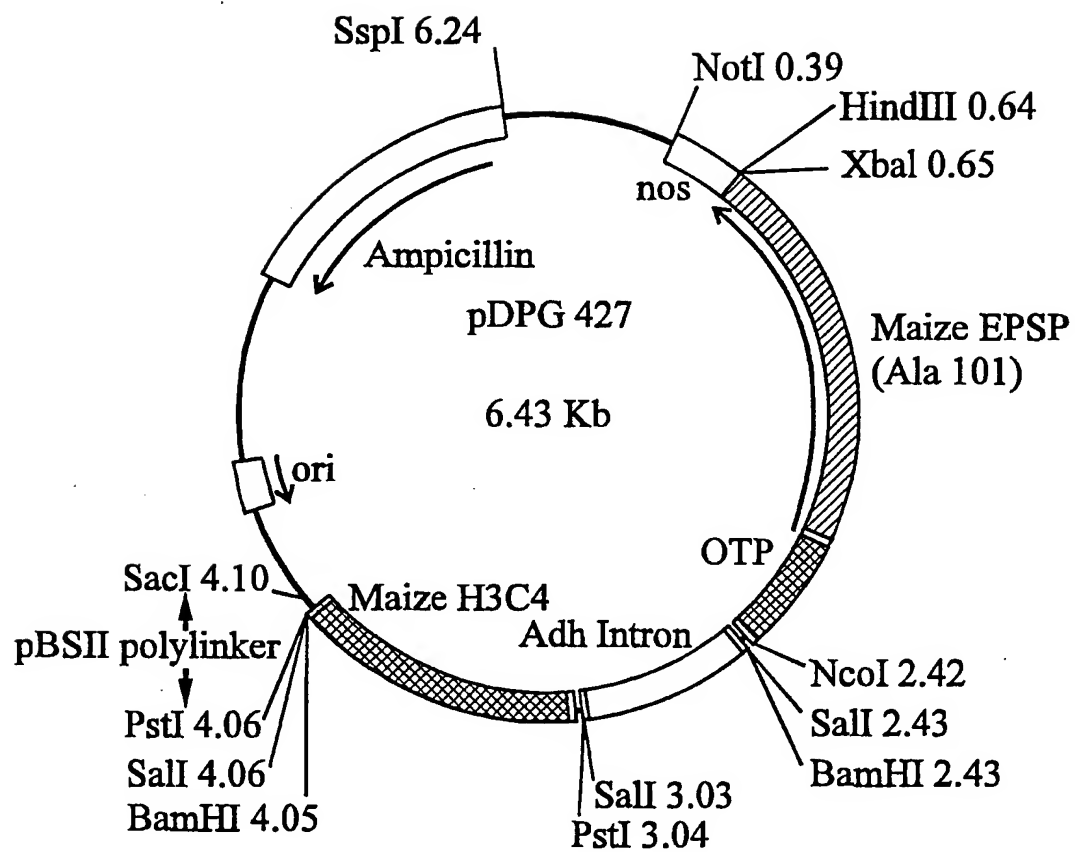 SspI 6.24
NotI 0.39
HindIII 0.64
Xbal 0.65
nos
Ampicillin
pDPG 427
Maize EPSP
(Ala 101)
6.43 Kb
ori
OTP
SacI 4.10
Maize H3C4
pBSII polylinker
Adh Intron
NcoI 2.42
PstI 4.06
SalI 2.43
SalI 4.06
BamHI 2.43
BamHI 4.05
SalI 3.03
PstI 3.04